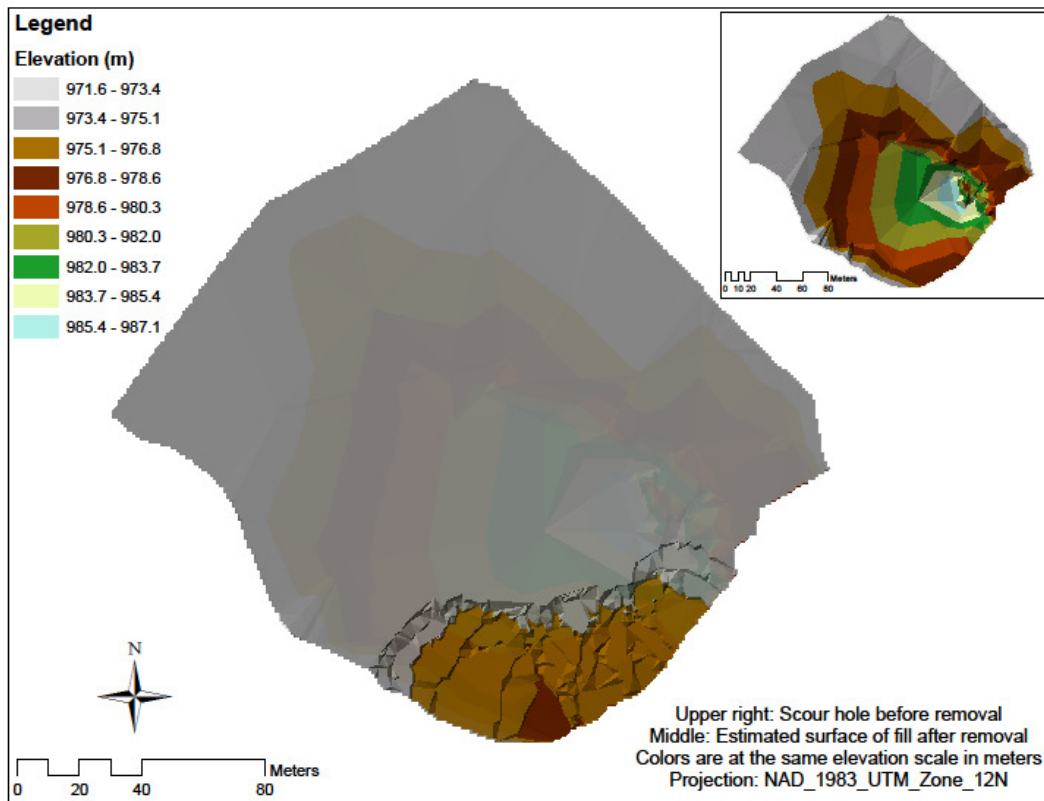 Legend
Elevation (m)
971.6 - 973.4
973.4 - 975.1
975.1 - 976.8
976.8 - 978.6
978.6 - 980.3
980.3 - 982.0
982.0 - 983.7
983.7 - 985.4
985.4 - 987.1
Meters
0 10 20 40 60 80
N
Meters
0 20 40 80
Upper right: Scour hole before removal
Middle: Estimated surface of fill after removal
Colors are at the same elevation scale in meters
Projection: NAD_1983_UTM_Zone_12N